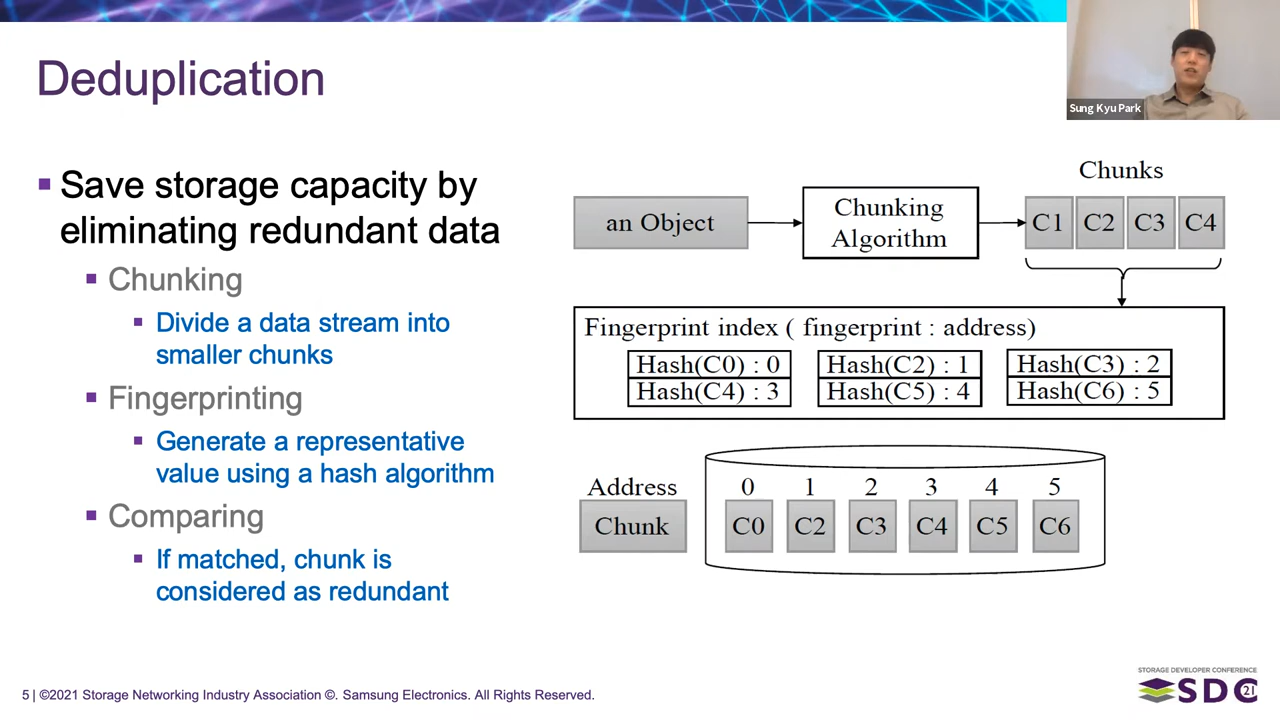 Deduplication
Sung Kyu Park
Save storage capacity by
eliminating redundant data
Chunking
Divide a data stream into
smaller chunks
Fingerprinting
Generate a representative
value using a hash algorithm
Comparing
If matched, chunk is
considered as redundant
Chunks
an Object
Chunking
Algorithm
C1 C2 C3 C4
Fingerprint index ( fingerprint : address)
Hash(C0) : 0 Hash(C2) : 1 Hash(C3) : 2
Hash(C4) : 3 Hash(C5) : 4 Hash(C6) : 5
Address 0 1 2 3 4 5
Chunk C0 C2 C3 C4 C5 C6
5 | ©2021 Storage Networking Industry Association ©. Samsung Electronics. All Rights Reserved.
STORAGE DEVELOPER CONFERENCE
SDC 21